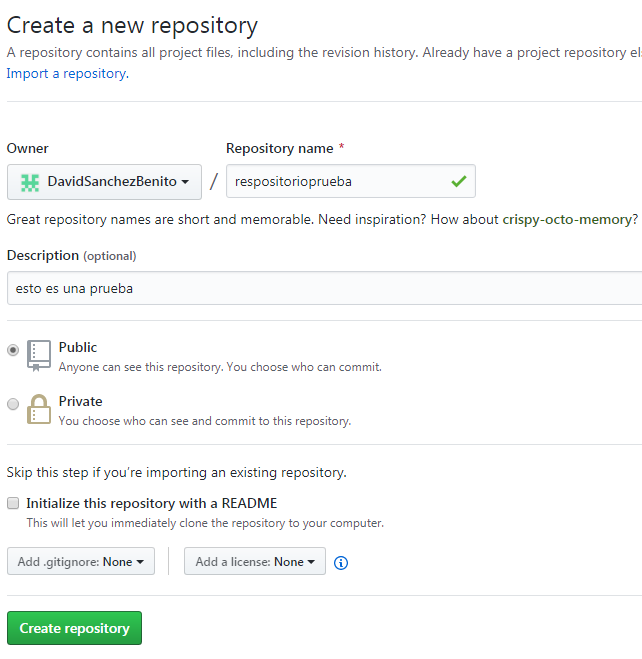 Create a new repository
A repository contains all project files, including the revision history. Already have a project repository
Import a repository.
Owner
Repository name *
DavidSanchezBenito / respositorioprueba
Great repository names are short and memorable. Need inspiration? How about crispy-octo-memory?
Description (optional)
esto es una prueba
Public
Anyone can see this repository. You choose who can commit.
Private
You choose who can see and commit to this repository.
Skip this step if you're importing an existing repository.
Initialize this repository with a README
This will let you immediately clone the repository to your computer.
Add .gitignore: None
Add a license: None
Create repository